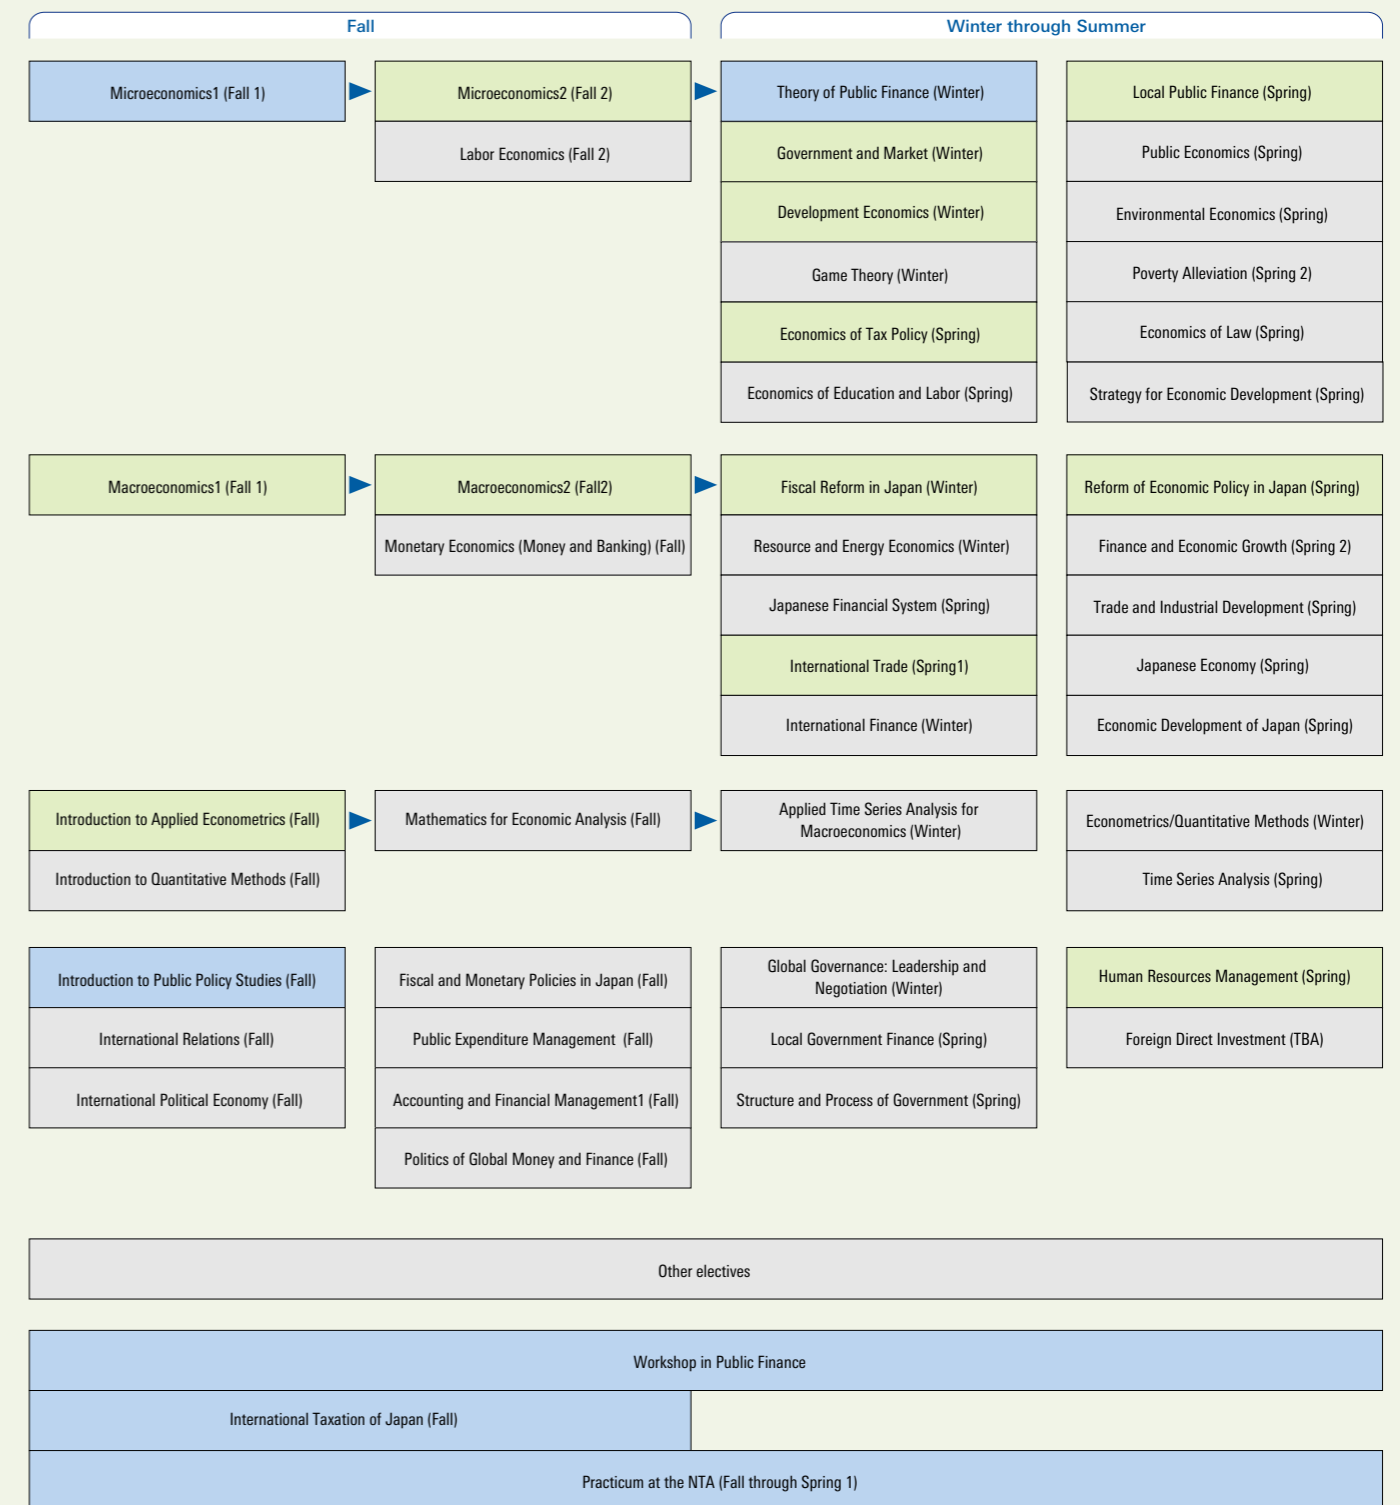 Fall
Winter through Summer
Microeconomics1 (Fall 1)
Microeconomics2 (Fall 2)
Labor Economics (Fall 2)
Theory of Public Finance (Winter)
Government and Market (Winter)
Development Economics (Winter)
Game Theory (Winter)
Economics of Tax Policy (Spring)
Economics of Education and Labor (Spring)
Local Public Finance (Spring)
Public Economics (Spring)
Environmental Economics (Spring)
Poverty Alleviation (Spring 2)
Economics of Law (Spring)
Strategy for Economic Development (Spring)
Macroeconomics1 (Fall 1)
Macroeconomics2 (Fall2)
Monetary Economics (Money and Banking) (Fall)
Fiscal Reform in Japan (Winter)
Resource and Energy Economics (Winter)
Japanese Financial System (Spring)
International Trade (Spring1)
International Finance (Winter)
Reform of Economic Policy in Japan (Spring)
Finance and Economic Growth (Spring 2)
Trade and Industrial Development (Spring)
Japanese Economy (Spring)
Economic Development of Japan (Spring)
Introduction to Applied Econometrics (Fall)
Introduction to Quantitative Methods (Fall)
Mathematics for Economic Analysis (Fall)
Applied Time Series Analysis for
Macroeconomics (Winter)
Econometrics/Quantitative Methods (Winter)
Time Series Analysis (Spring)
Introduction to Public Policy Studies (Fall)
International Relations (Fall)
International Political Economy (Fall)
Fiscal and Monetary Policies in Japan (Fall)
Public Expenditure Management (Fall)
Accounting and Financial Management1 (Fall)
Politics of Global Money and Finance (Fall)
Global Governance: Leadership and
Negotiation (Winter)
Local Government Finance (Spring)
Structure and Process of Government (Spring)
Human Resources Management (Spring)
Foreign Direct Investment (TBA)
Other electives
Workshop in Public Finance
International Taxation of Japan (Fall)
Practicum at the NTA (Fall through Spring 1)